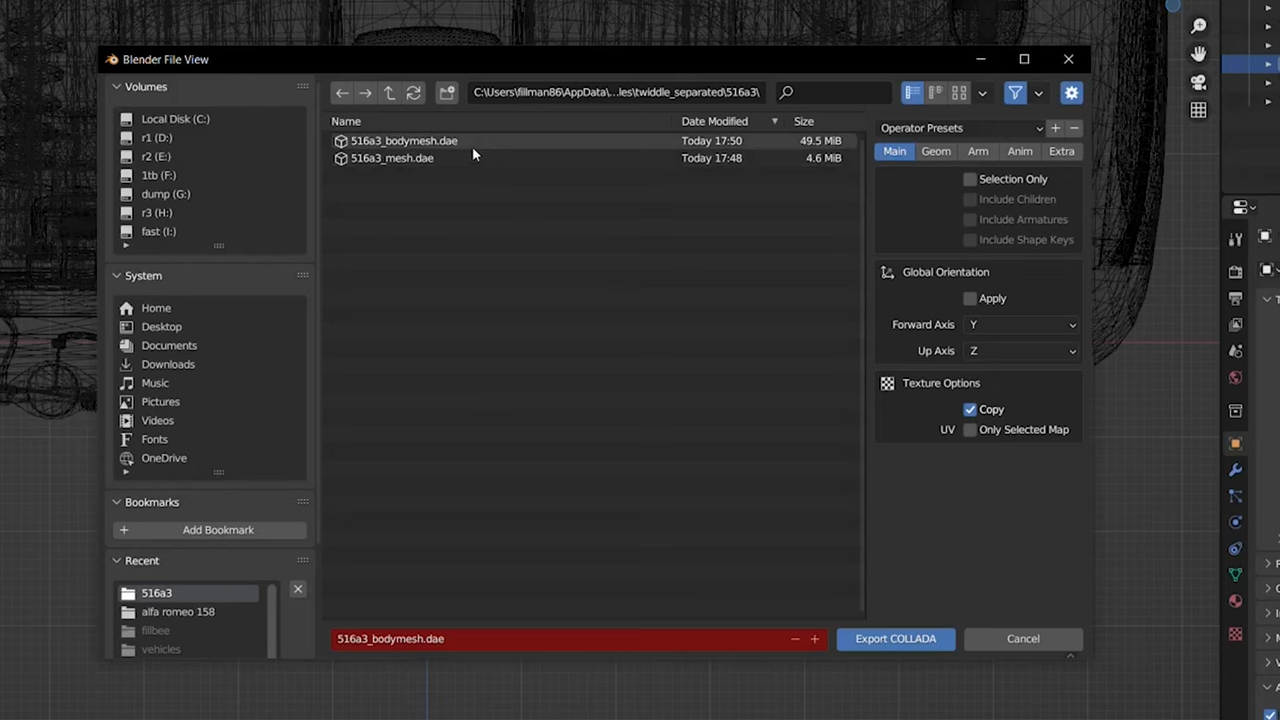 Blender File View
Volumes
Local Disk (C:)
r1 (D:)
r2 (E:)
1tb (F:)
dump (G:)
r3 (H:)
fast (I:)
System
Home
Desktop
Documents
Downloads
Music
Pictures
Videos
Fonts
OneDrive
Bookmarks
Add Bookmark
Recent
516a3
alfa romeo 158
fillbee
vehicles
C:\Users\fillman86\AppData\...les\twiddle_separated\516a3\
Name Date Modified Size
516a3_bodymesh.dae Today 17:50 49.5 MiB
516a3_mesh.dae Today 17:48 4.6 MiB
516a3_bodymesh.dae
Operator Presets
Main Geom Arm Anim Extra
Selection Only
Include Children
Include Armatures
Include Shape Keys
Global Orientation
Apply
Forward Axis Y
Up Axis Z
Texture Options
Copy
UV Only Selected Map
Export COLLADA Cancel